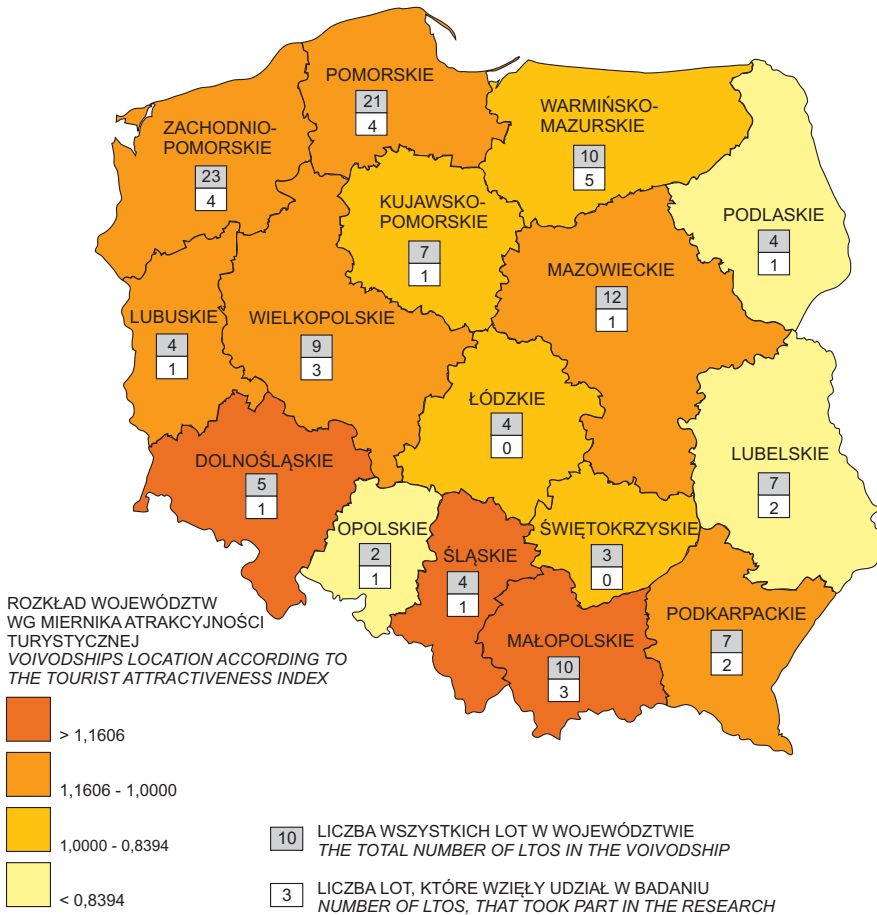 POMORSKIE
21
4
WARMIŃSKO-
MAZURSKIE
10
5
ZACHODNIO-
POMORSKIE
23
4
KUJAWSKO-
POMORSKIE
7
1
PODLASKIE
4
1
MAZOWIECKIE
12
1
LUBUSKIE
4
1
WIELKOPOLSKIE
9
3
ŁÓDZKIE
4
0
DOLNOŚLĄSKIE
5
1
LUBELSKIE
7
2
OPOLSKIE
2
1
ŚLĄSKIE
4
1
ŚWIĘTOKRZYSKIE
3
0
MAŁOPOLSKIE
10
3
PODKARPACKIE
7
2
ROZKŁAD WOJEWÓDZTW
WG MIERNIKA ATRAKCYJNOŚCI
TURYSTYCZNEJ
VOIVODSHIPS LOCATION ACCORDING TO
THE TOURIST ATTRACTIVENESS INDEX
> 1,1606
1,1606 - 1,0000
1,0000 - 0,8394
< 0,8394
10
LICZBA WSZYSTKICH LOT W WOJEWÓDZTWIE
THE TOTAL NUMBER OF LTOS IN THE VOIVODSHIP
3
LICZBA LOT, KTÓRE WZIĘŁY UDZIAŁ W BADANIU
NUMBER OF LTOS, THAT TOOK PART IN THE RESEARCH